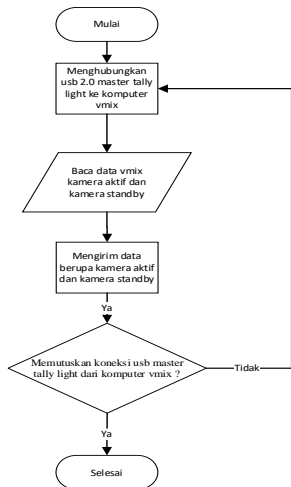 Mulai
Menghubungkan
usb 2.0 master tally
light ke komputer
vmix
Baca data vmix
kamera aktif dan
kamera standby
Mengirim data
berupa kamera aktif
dan kamera standby
Ya
Memutuskan koneksi usb master
tally light dari komputer vmix ?
Tidak
Ya
Selesai